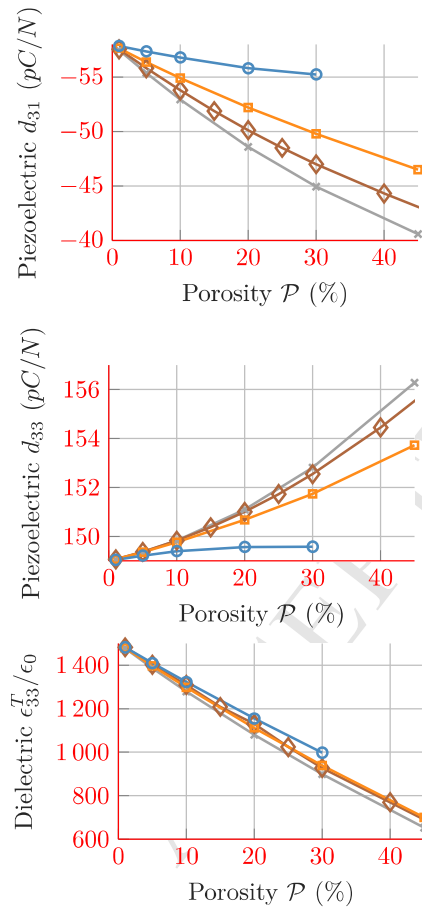 Piezoelectric d₃₁ (pC/N)
−55
−50
−45
−40
0 10 20 30 40
Porosity 𝒫 (%)
Piezoelectric d₃₃ (pC/N)
156
154
152
150
0 10 20 30 40
Porosity 𝒫 (%)
Dielectric ϵᵀ₃₃/ϵ₀
1 400
1 200
1 000
800
600
0 10 20 30 40
Porosity 𝒫 (%)